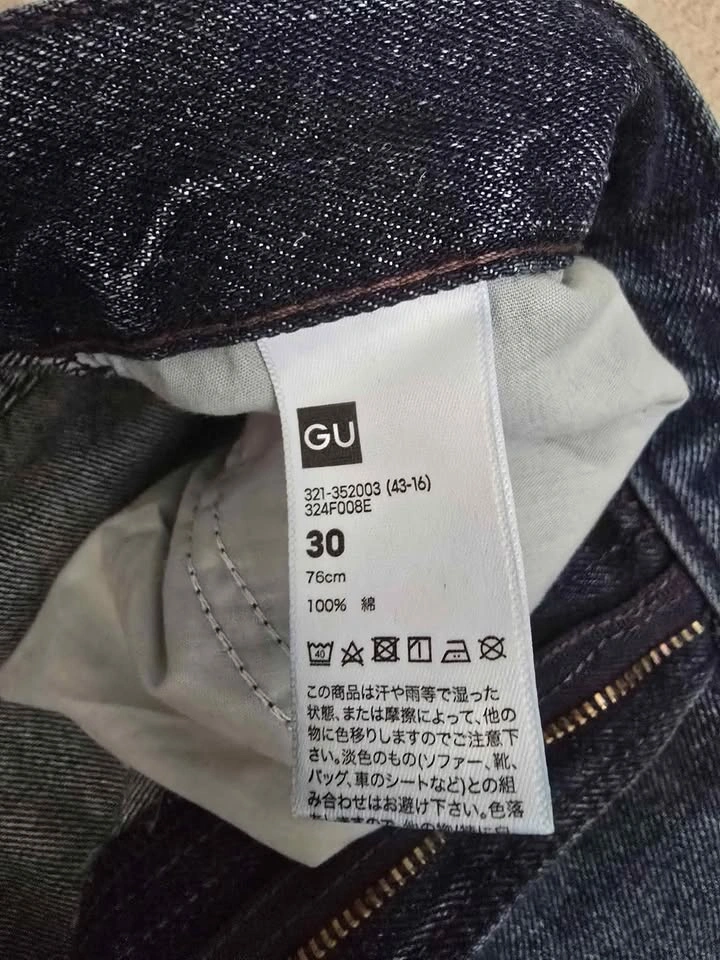 GU
321-352003 (43-16)
324F008E
30
76cm
100% 綿
40
この商品は汗や雨等で湿った
状態、または摩擦によって、他の
物に色移りしますのでご注意下
さい。淡色のもの(ソファー、靴、
バッグ、車のシートなど)との組
み合わせはお避け下さい。色落